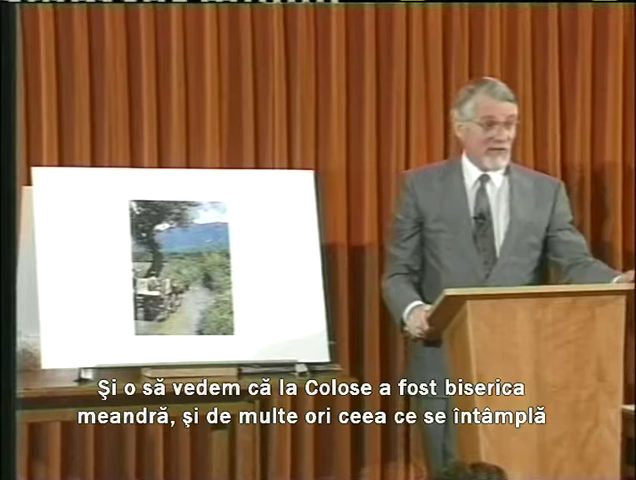 Şi o să vedem că la Colose a fost biserica
meandră, şi de multe ori ceea ce se întâmplă